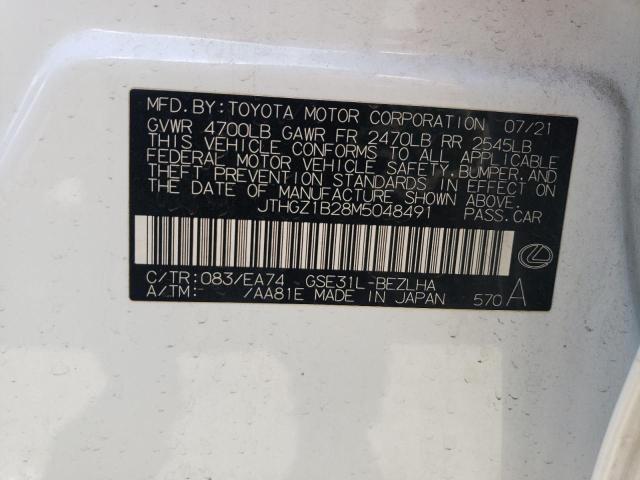 MFD. BY: TOYOTA MOTOR CORPORATION 07/21
GVWR 4700LB GAWR FR 2470LB RR 2545LB
THIS VEHICLE CONFORMS TO ALL APPLICABLE
FEDERAL MOTOR VEHICLE SAFETY, BUMPER, AND
THEFT PREVENTION STANDARDS IN EFFECT ON
THE DATE OF MANUFACTURE SHOWN ABOVE.
JTHGZ1B28M5048491 PASS. CAR
C/TR: 083/EA74 GSE31L-BEZLHA
A/TM: -/AA81E MADE IN JAPAN 570 A